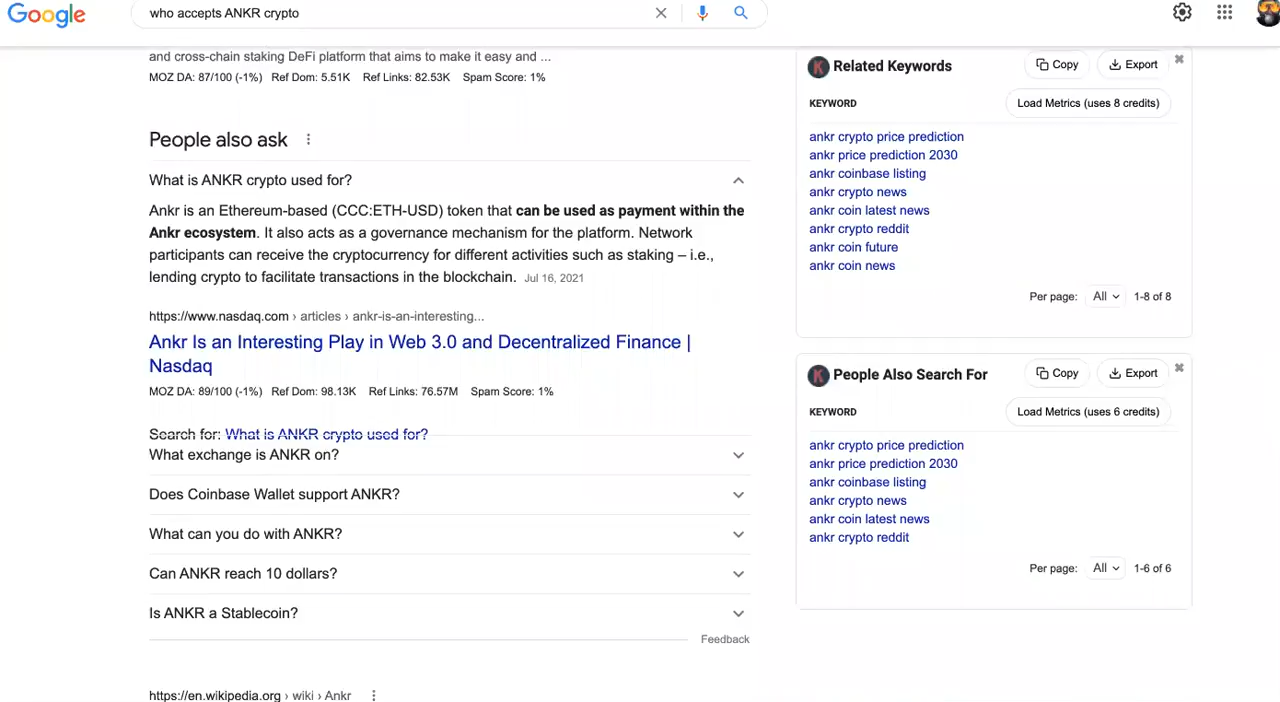 Google
who accepts ANKR crypto
and cross-chain staking DeFi platform that aims to make it easy and ...
MOZ DA: 87/100 (-1%) Ref Dom: 5.51K Ref Links: 82.53K Spam Score: 1%
People also ask
What is ANKR crypto used for?
Ankr is an Ethereum-based (CCC:ETH-USD) token that can be used as payment within the
Ankr ecosystem. It also acts as a governance mechanism for the platform. Network
participants can receive the cryptocurrency for different activities such as staking – i.e.,
lending crypto to facilitate transactions in the blockchain. Jul 16, 2021
https://www.nasdaq.com › articles › ankr-is-an-interesting...
Ankr Is an Interesting Play in Web 3.0 and Decentralized Finance |
Nasdaq
MOZ DA: 89/100 (-1%) Ref Dom: 98.13K Ref Links: 76.57M Spam Score: 1%
Search for: What is ANKR crypto used for?
What exchange is ANKR on?
Does Coinbase Wallet support ANKR?
What can you do with ANKR?
Can ANKR reach 10 dollars?
Is ANKR a Stablecoin?
Feedback
https://en.wikipedia.org › wiki › Ankr
K Related Keywords
Copy
Export
KEYWORD
Load Metrics (uses 8 credits)
ankr crypto price prediction
ankr price prediction 2030
ankr coinbase listing
ankr crypto news
ankr coin latest news
ankr crypto reddit
ankr coin future
ankr coin news
Per page: All 1-8 of 8
K People Also Search For
Copy
Export
KEYWORD
Load Metrics (uses 6 credits)
ankr crypto price prediction
ankr price prediction 2030
ankr coinbase listing
ankr crypto news
ankr coin latest news
ankr crypto reddit
Per page: All 1-6 of 6